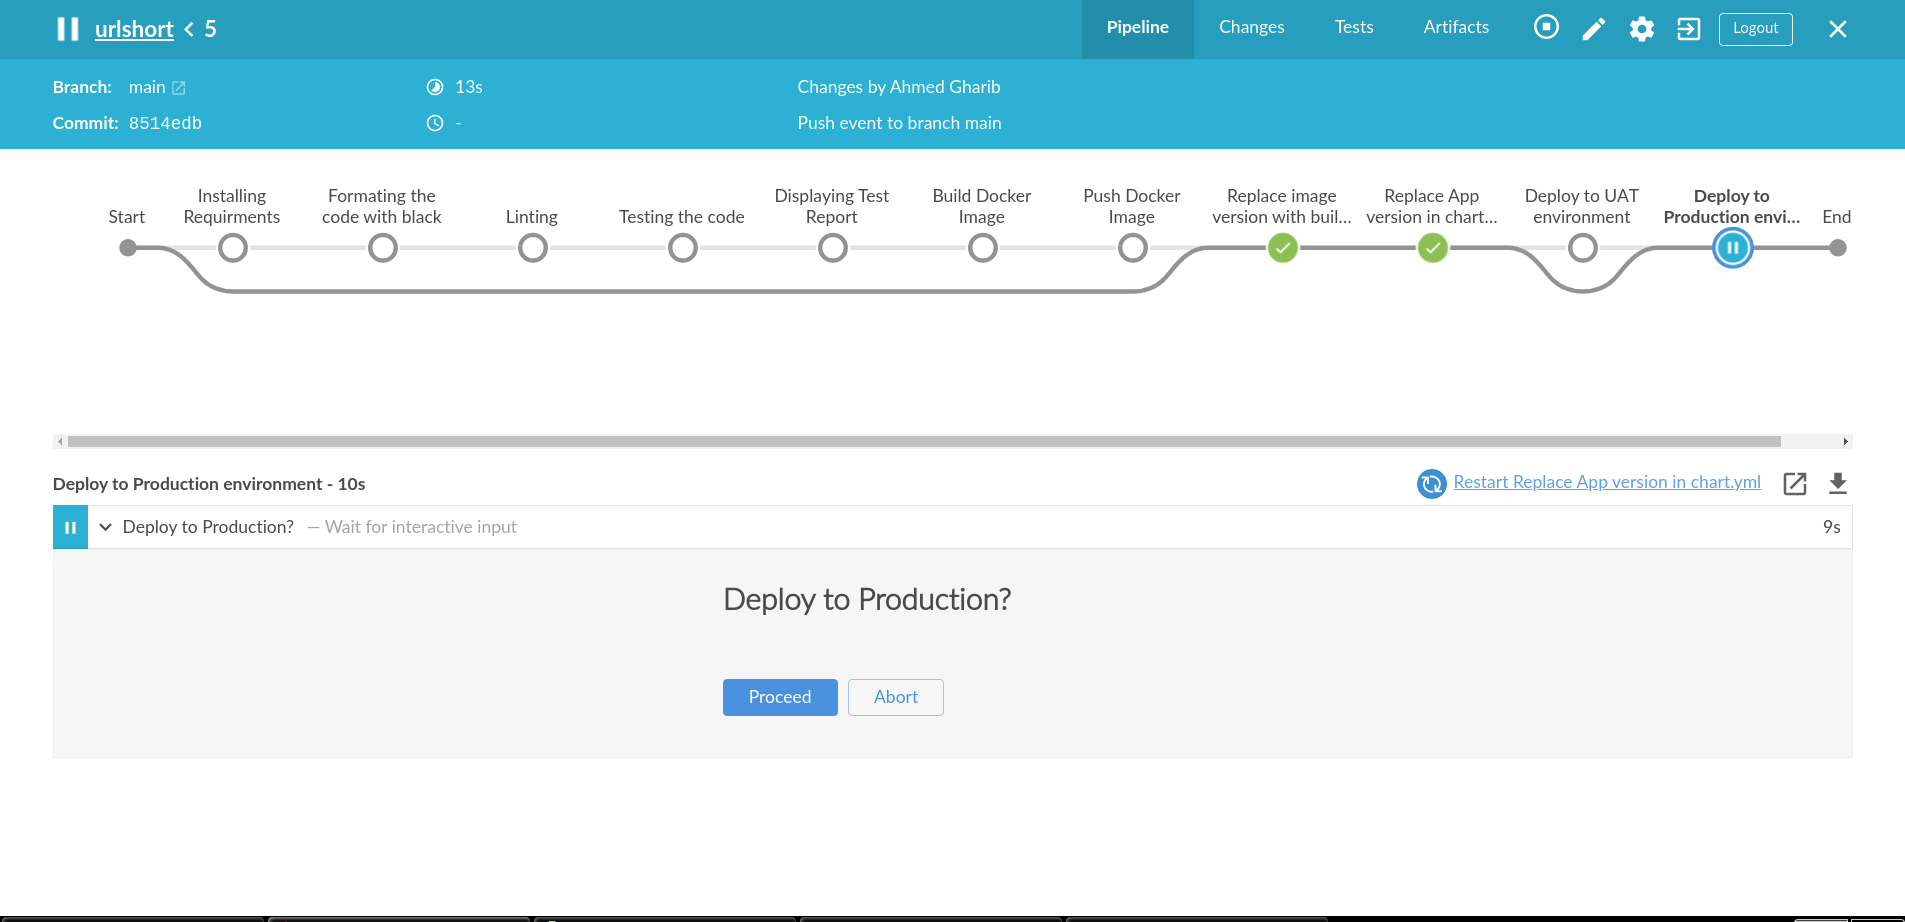 urlshort < 5
Pipeline Changes Tests Artifacts Logout
Branch: main 13s Changes by Ahmed Gharib
Commit: 8514edb - Push event to branch main
Start
Installing
Requirments
Formating the
code with black
Linting
Testing the code
Displaying Test
Report
Build Docker
Image
Push Docker
Image
Replace image
version with buil...
Replace App
version in chart...
Deploy to UAT
environment
Deploy to
Production envi...
End
Deploy to Production environment - 10s
Restart Replace App version in chart.yml
Deploy to Production? — Wait for interactive input 9s
Deploy to Production?
Proceed Abort